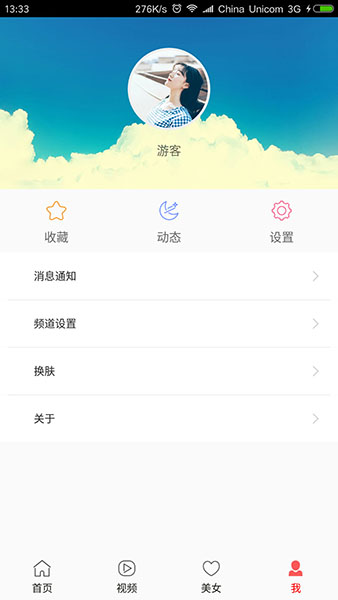 13:33
276K/s
China Unicom 3G
游客
收藏
动态
设置
消息通知
频道设置
换肤
关于
首页
视频
美女
我